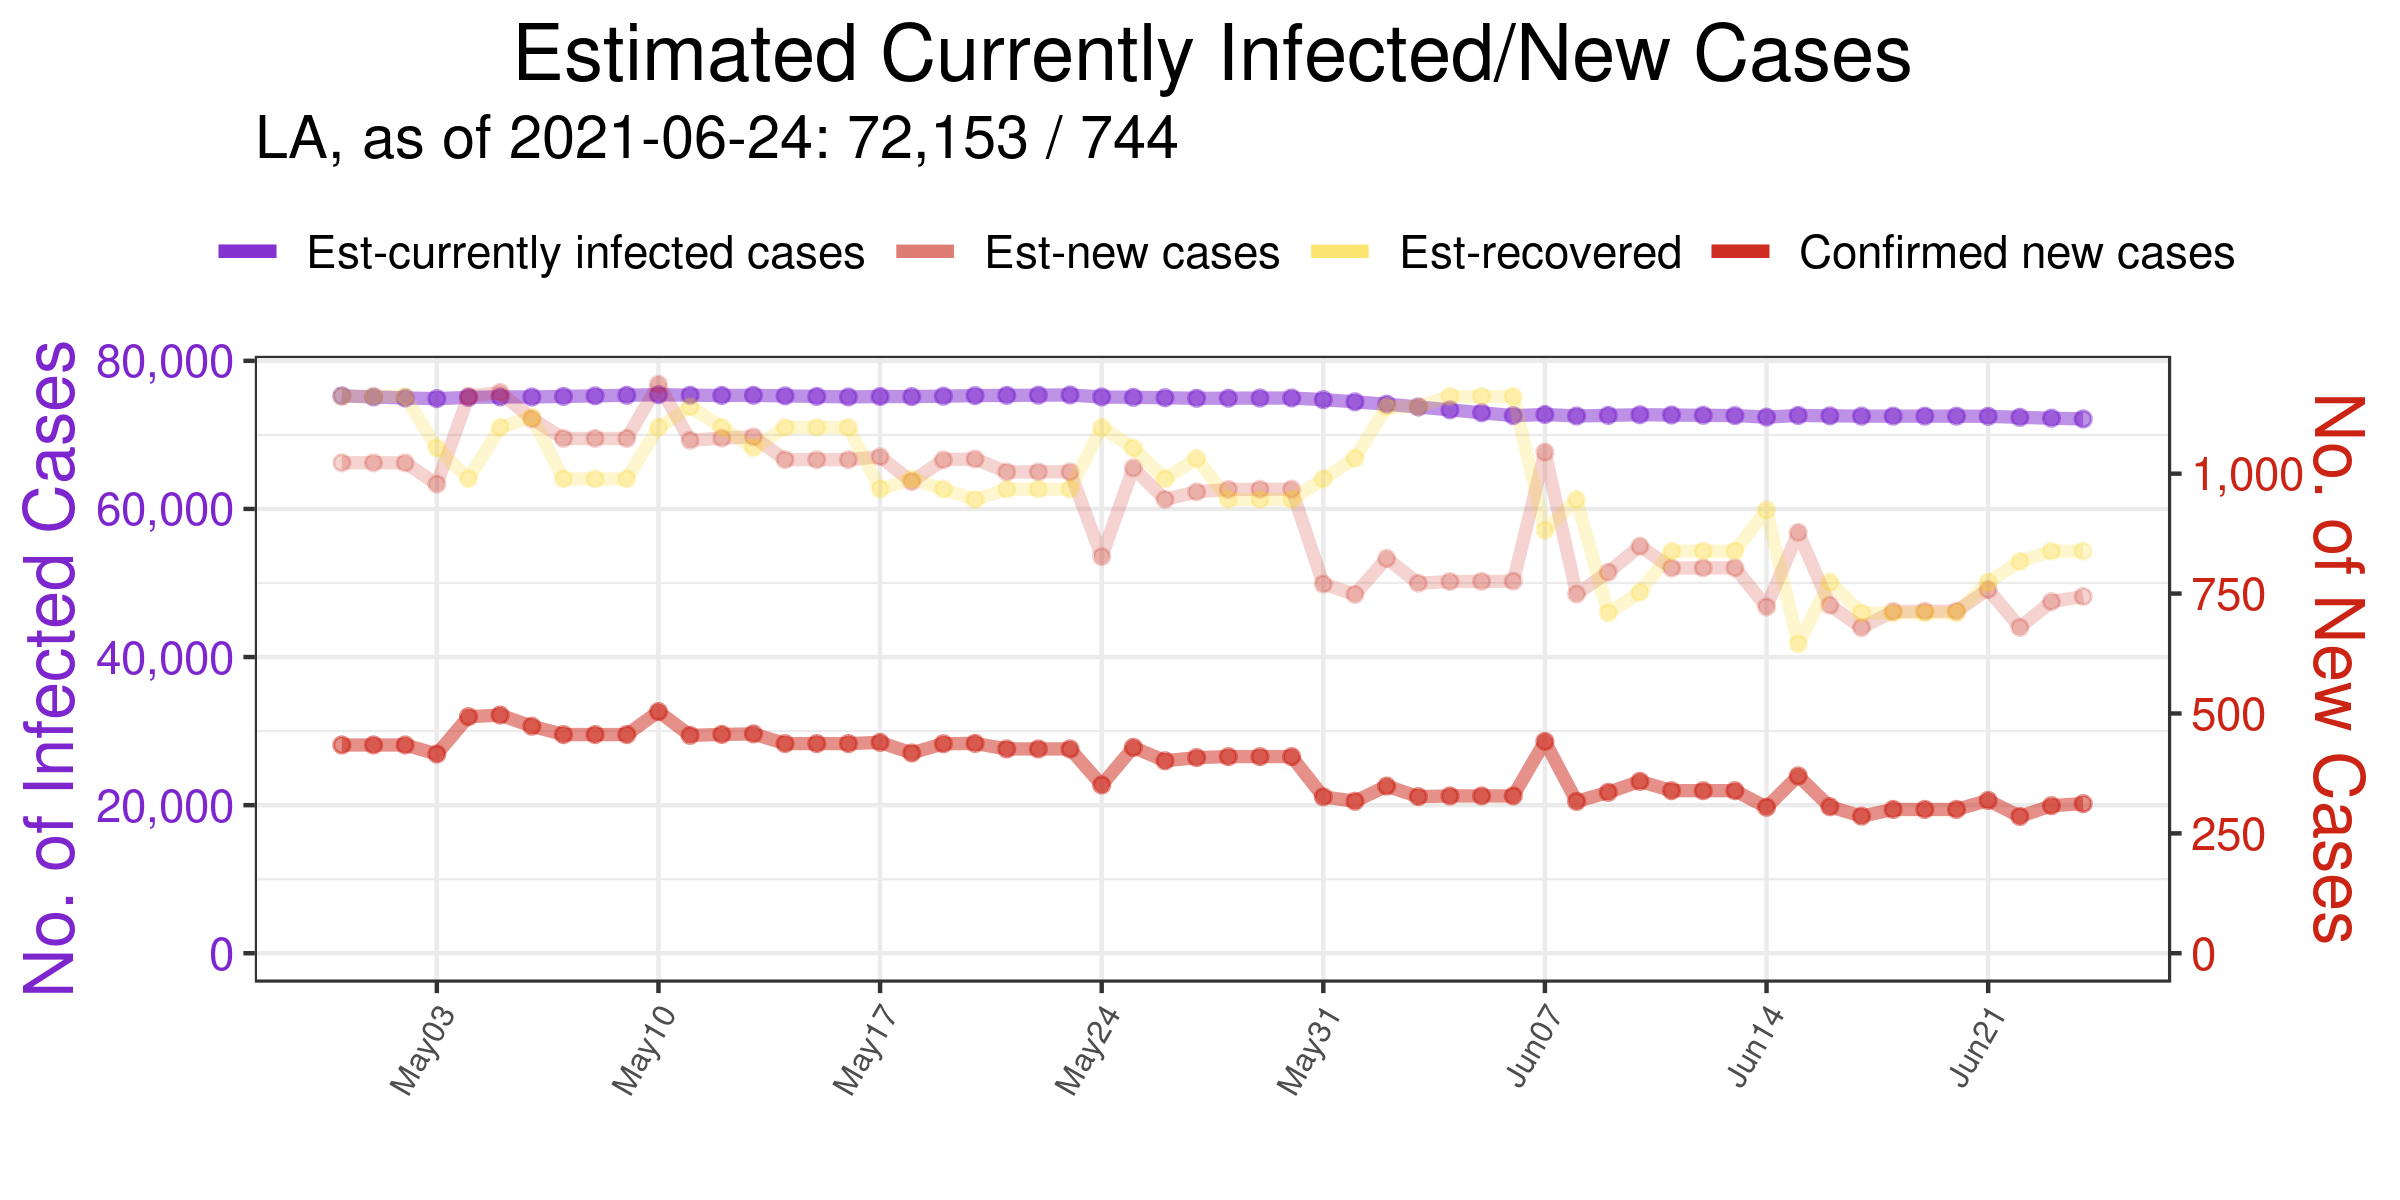 Estimated Currently Infected/New Cases
LA, as of 2021-06-24: 72,153 / 744
Est-currently infected cases Est-new cases Est-recovered Confirmed new cases
No. of Infected Cases
80,000
60,000
40,000
20,000
0
1,000
750
500
250
0
No. of New Cases
May03 May10 May17 May24 May31 Jun07 Jun14 Jun21